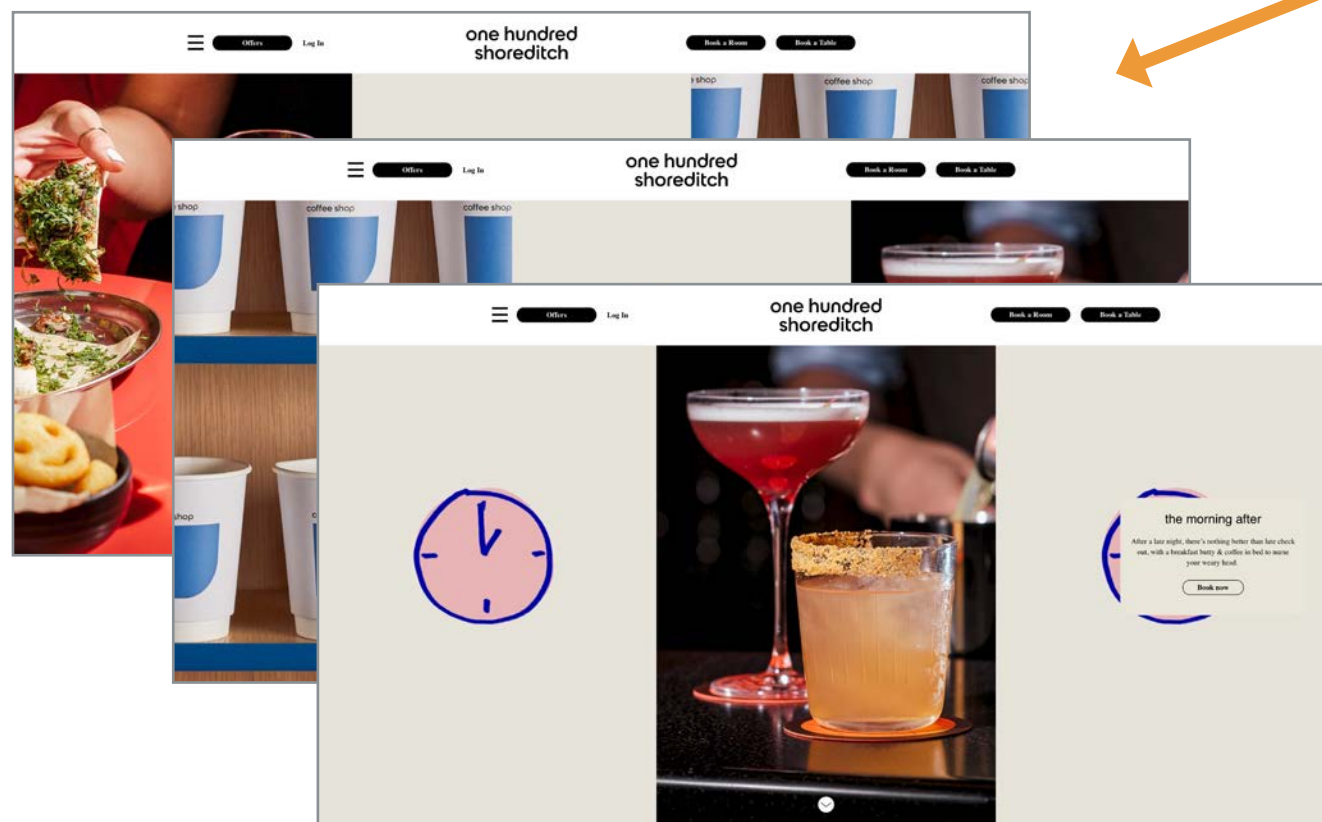 Offers
Log In
one hundred
shoreditch
Book a Room
Book a Table
shop
coffee shop
coffee shop
Offers
Log In
one hundred
shoreditch
Book a Room
Book a Table
shop
coffee shop
coffee shop
shop
Offers
Log In
one hundred
shoreditch
Book a Room
Book a Table
the morning after
After a late night, there's nothing better than late check
out, with a breakfast butty & coffee in bed to nurse
your weary head.
Book now